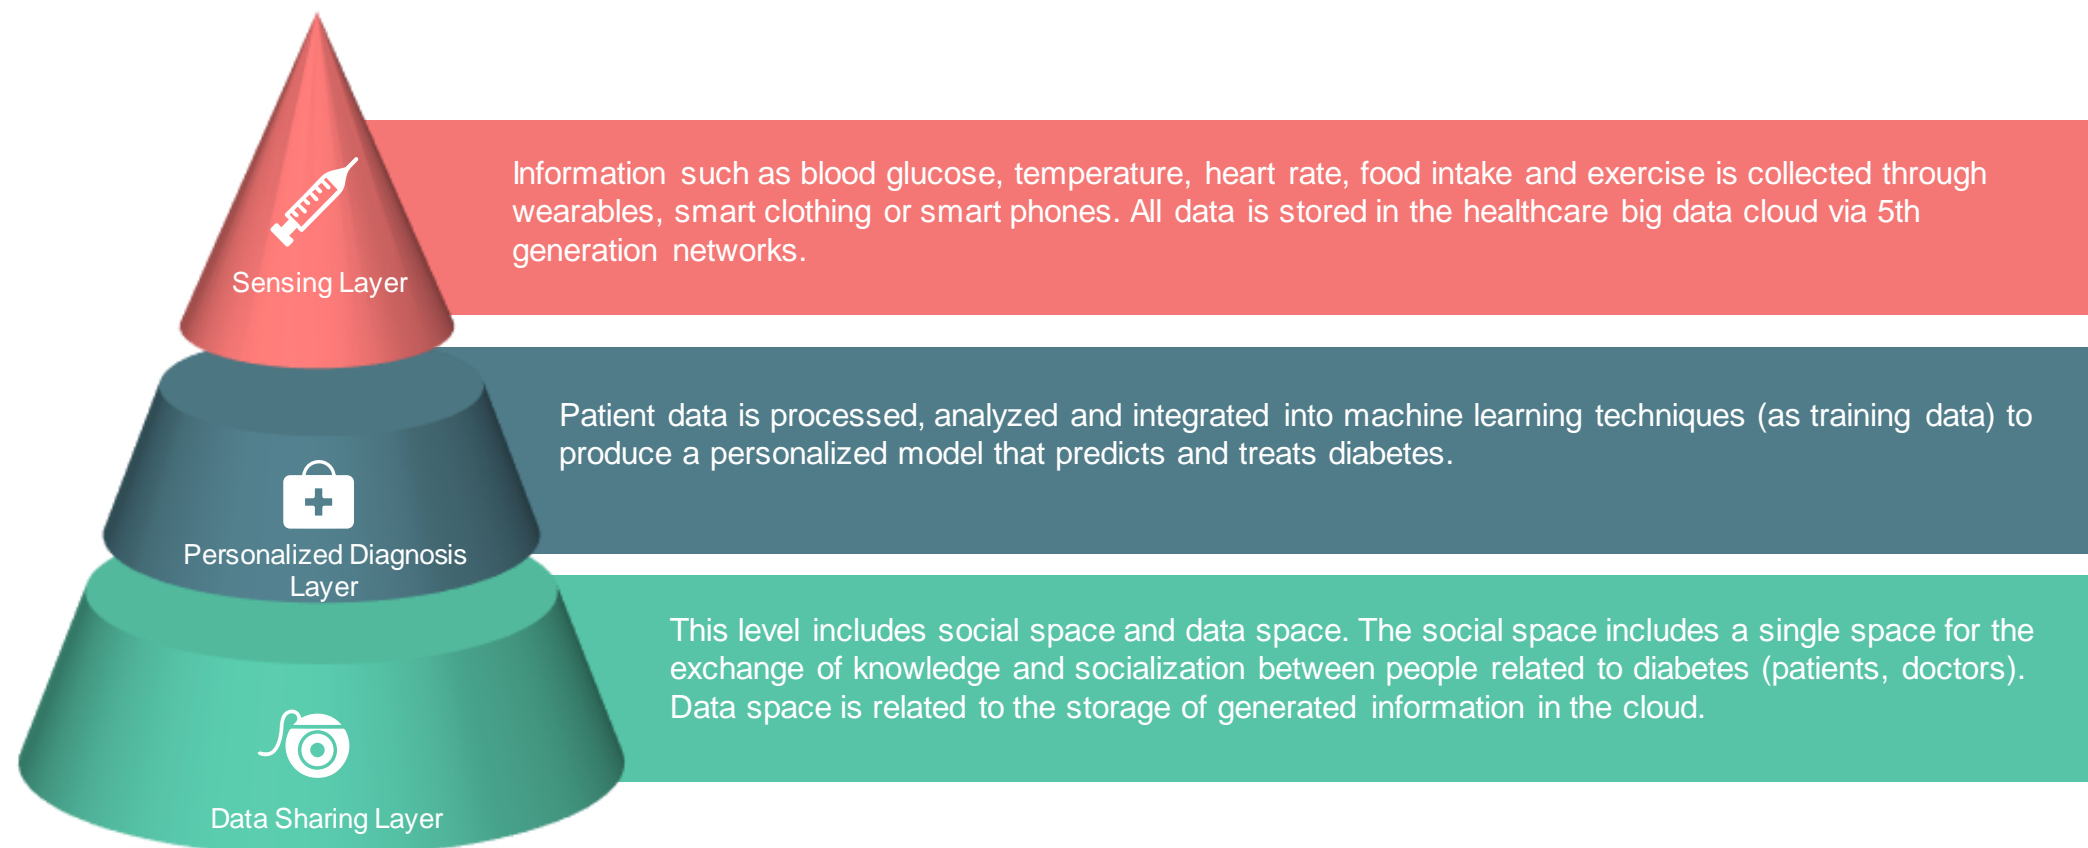 Information such as blood glucose, temperature, heart rate, food intake and exercise is collected through
wearables, smart clothing or smart phones. All data is stored in the healthcare big data cloud via 5th
generation networks.
Sensing Layer
Patient data is processed, analyzed and integrated into machine learning techniques (as training data) to
produce a personalized model that predicts and treats diabetes.
Personalized Diagnosis
Layer
This level includes social space and data space. The social space includes a single space for the
exchange of knowledge and socialization between people related to diabetes (patients, doctors).
Data space is related to the storage of generated information in the cloud.
Data Sharing Layer